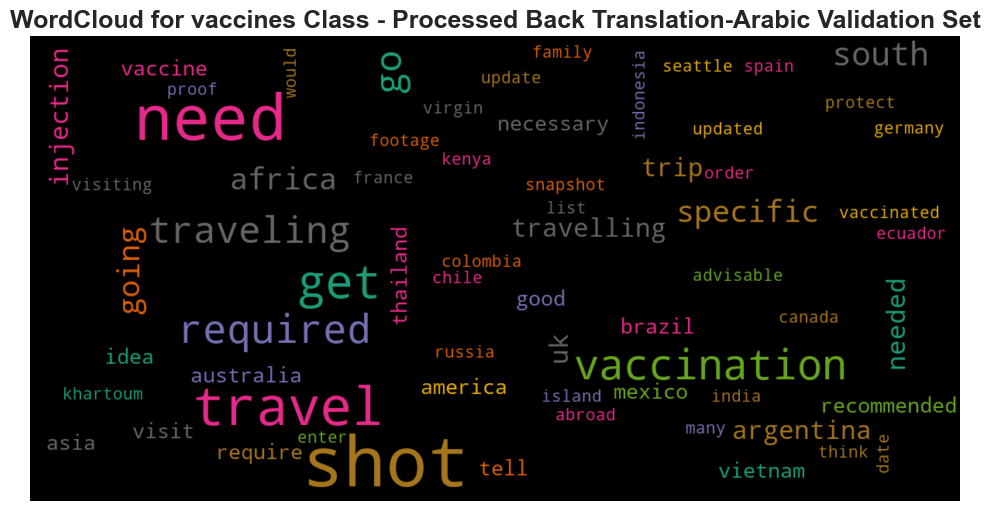 WordCloud for vaccines Class - Processed Back Translation-Arabic Validation Set
family
south
go
would
injection
vaccine
seattle
spain
update
indonesia
proof
need
virgin
protect
necessary
updated
germany
footage
kenya
trip
order
africa
france
visiting
snapshot
list
specific
vaccinated
traveling
travelling
ecuador
going
thailand
colombia
get
chile
advisable
needed
good
required
brazil
canada
idea
russia
uk
vaccination
australia
america
khartoum
travel
island
mexico
india
abroad
recommended
asia
visit
enter
many
argentina
require
shot
tell
think
date
vietnam